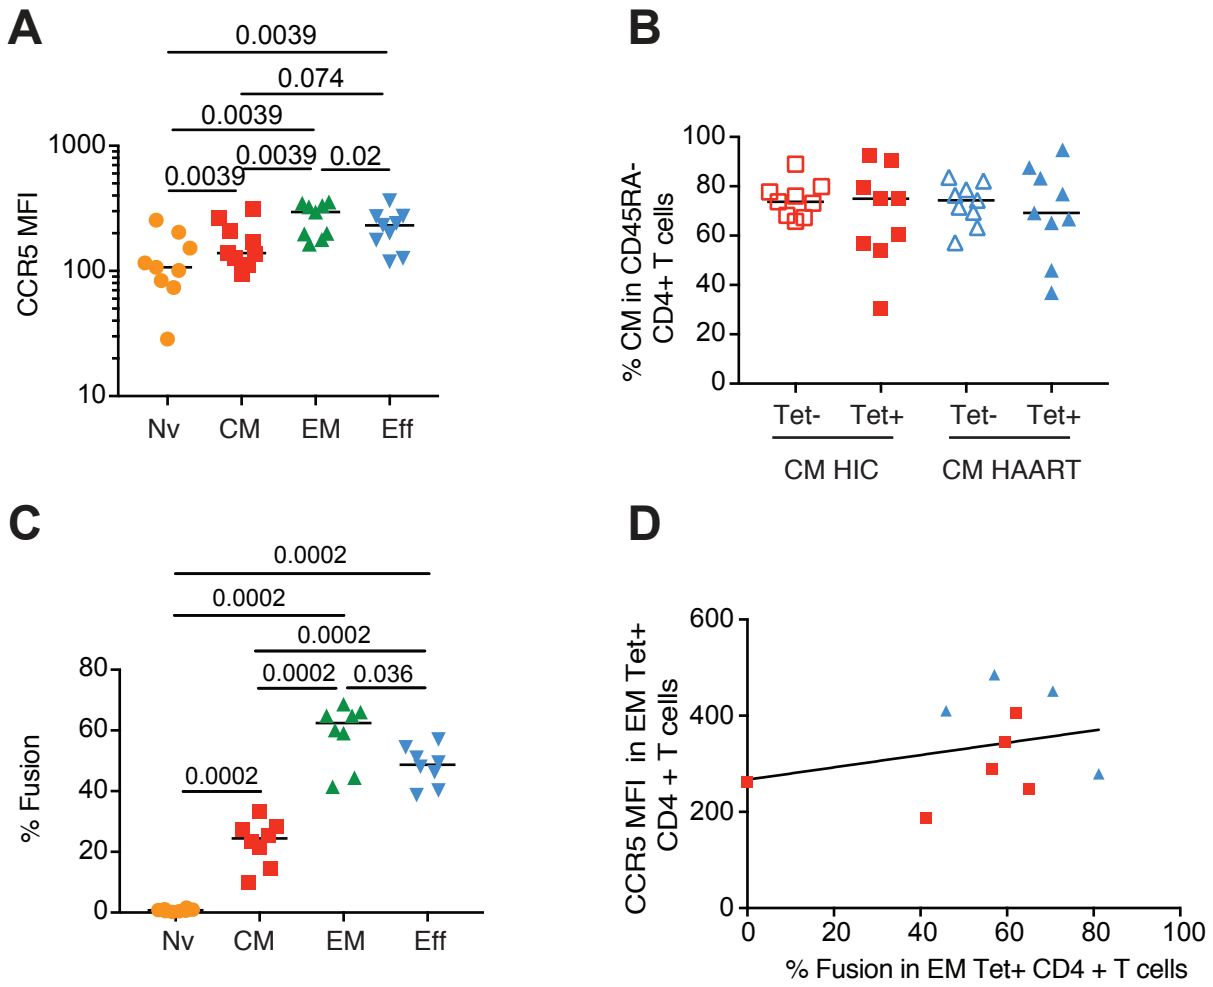 A
0.0039
0.074
0.0039
0.0039
0.02
0.0039
1000
100
10
CCR5 MFI
Nv
CM
EM
Eff
B
% CM in CD45RA-
CD4+ T cells
100
80
60
40
20
0
Tet-
Tet+
Tet-
Tet+
CM HIC
CM HAART
C
0.0002
0.0002
0.0002
0.0002
0.036
0.0002
80
60
40
20
0
% Fusion
Nv
CM
EM
Eff
D
CCR5 MFI in EM Tet+
CD4 + T cells
600
400
200
0
0
20
40
60
80
100
% Fusion in EM Tet+ CD4 + T cells